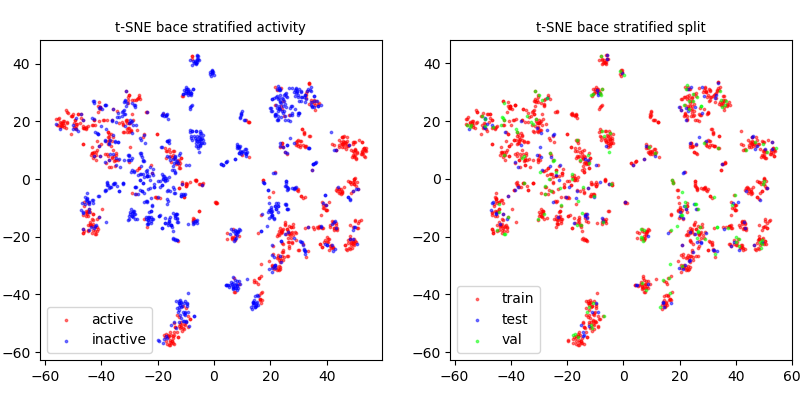 t-SNE bace stratified activity
40
20
0
−20
−40
−60
−60 −40 −20 0 20 40
active
inactive
t-SNE bace stratified split
40
20
0
−20
−40
−60
−60 −40 −20 0 20 40 60
train
test
val